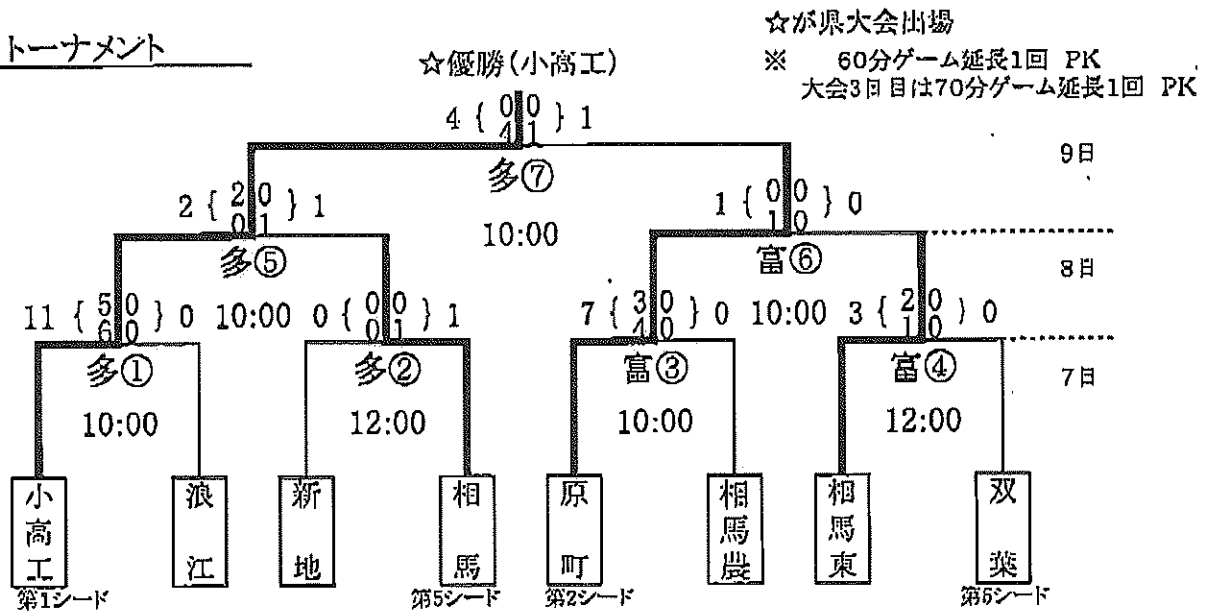 トーナメント
☆優勝(小高工)
☆が県大会出場
※ 60分ゲーム延長1回 PK
大会3日目は70分ゲーム延長1回 PK
4 { 0 0 } 1
4 1
多⑦
10:00
9日
2 { 2 0 } 1
0 1
多⑤
10:00
1 { 0 0 } 0
1 0
富⑥
10:00
8日
11 { 5 0 } 0
6 0
多①
10:00
0 { 0 0 } 1
0 1
多②
12:00
7 { 3 0 } 0
4 0
富③
10:00
3 { 2 0 } 0
1 0
富④
12:00
7日
小高工
浪江
新地
相馬
原町
相馬農
相馬東
双葉
第1シード
第5シード
第2シード
第5シード